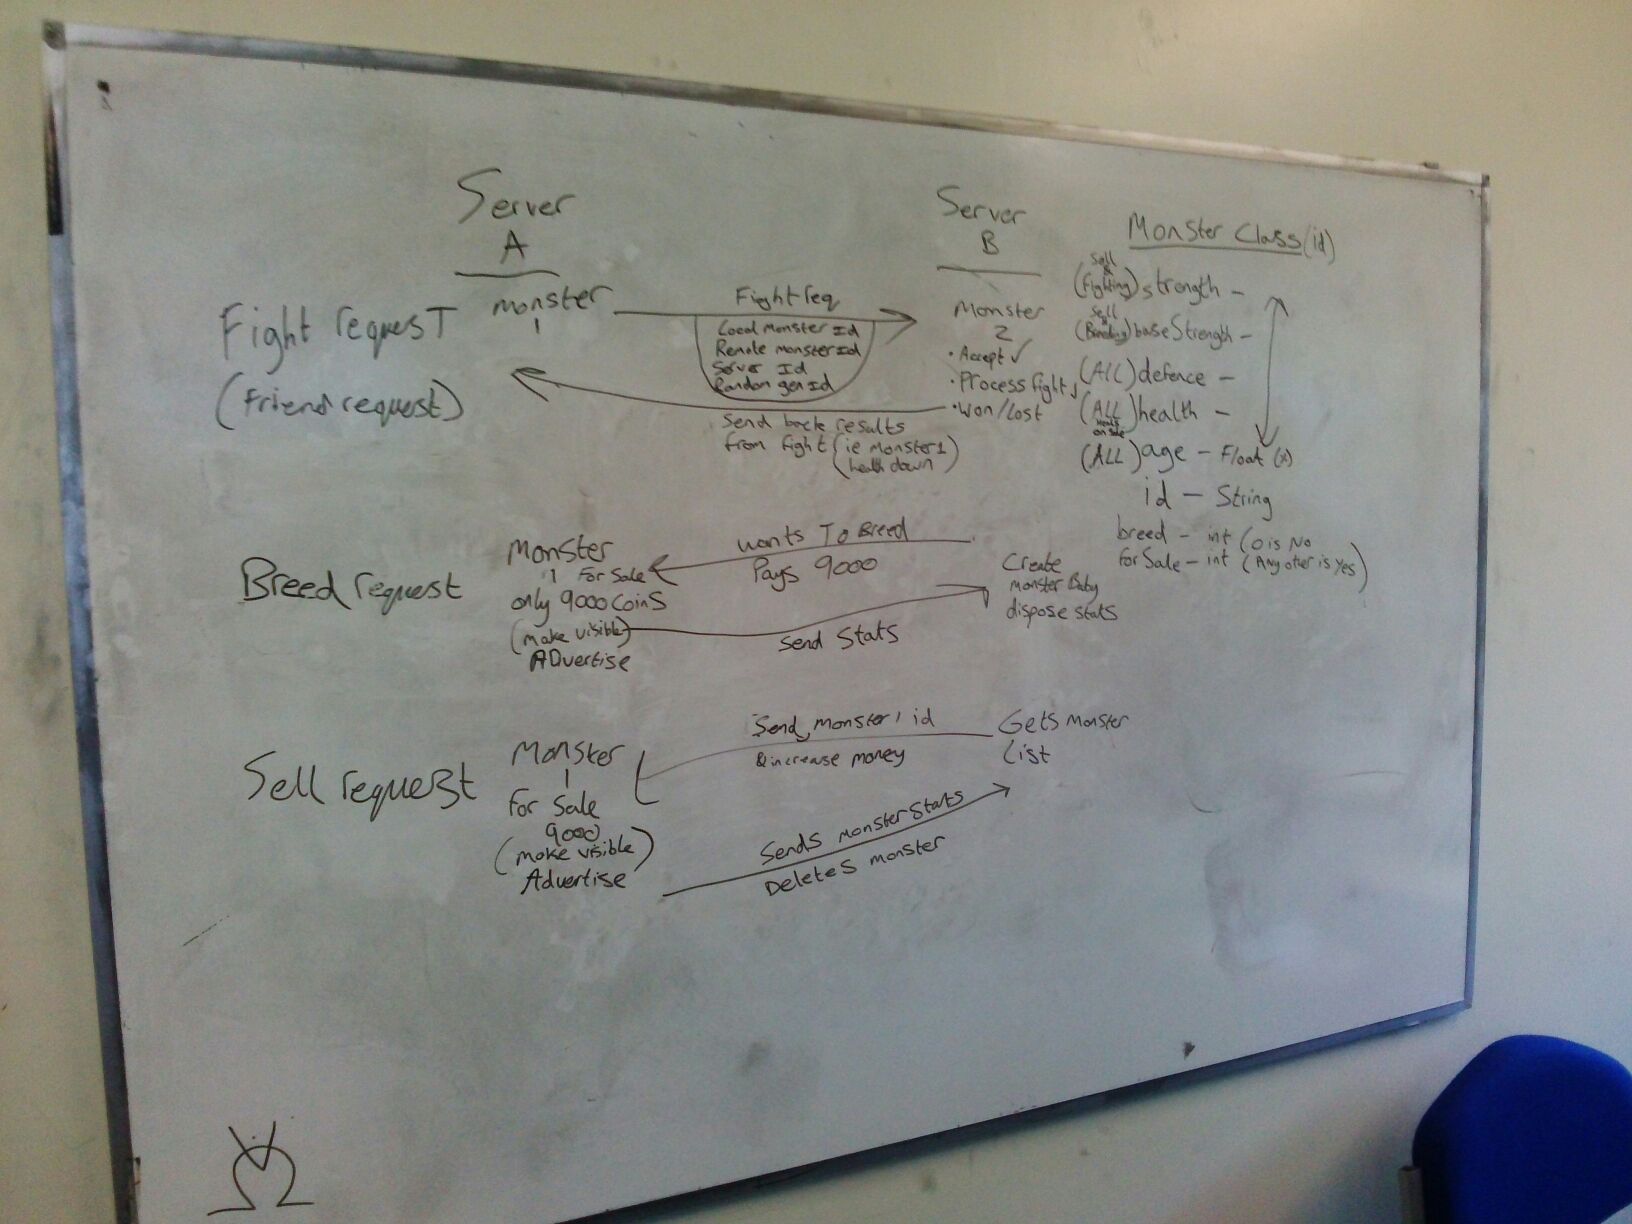 Server
A
Server
B
Monster Class (id)
Fight request
(Friend request)
monster
1
Fight req
Local monster Id
Remote monster Id
Server Id
Random gen Id
Monster
2
• Accept ✓
• Process fight
• Won/Lost
Send back results
from fight (ie monster 1
health down)
(Sell
&
Fighting) strength -
(Sell
&
Breeding) base Strength -
(All) defence -
(ALL
on sale) health -
(ALL) age - Float (x)
id - String
breed - int (0 is No
for Sale - int (Any other is yes)
Breed request
Monster
1 For Sale
only 9000 Coins
(make visible)
ADvertise
wants To Breed
Pays 9000
Send Stats
Create
monster Baby
dispose stats
Sell request
Monster
1
for Sale
9000
(make visible)
Advertise
Send, monster 1 id
& increase money
Gets monster
List
Sends monster Stats
Deletes monster